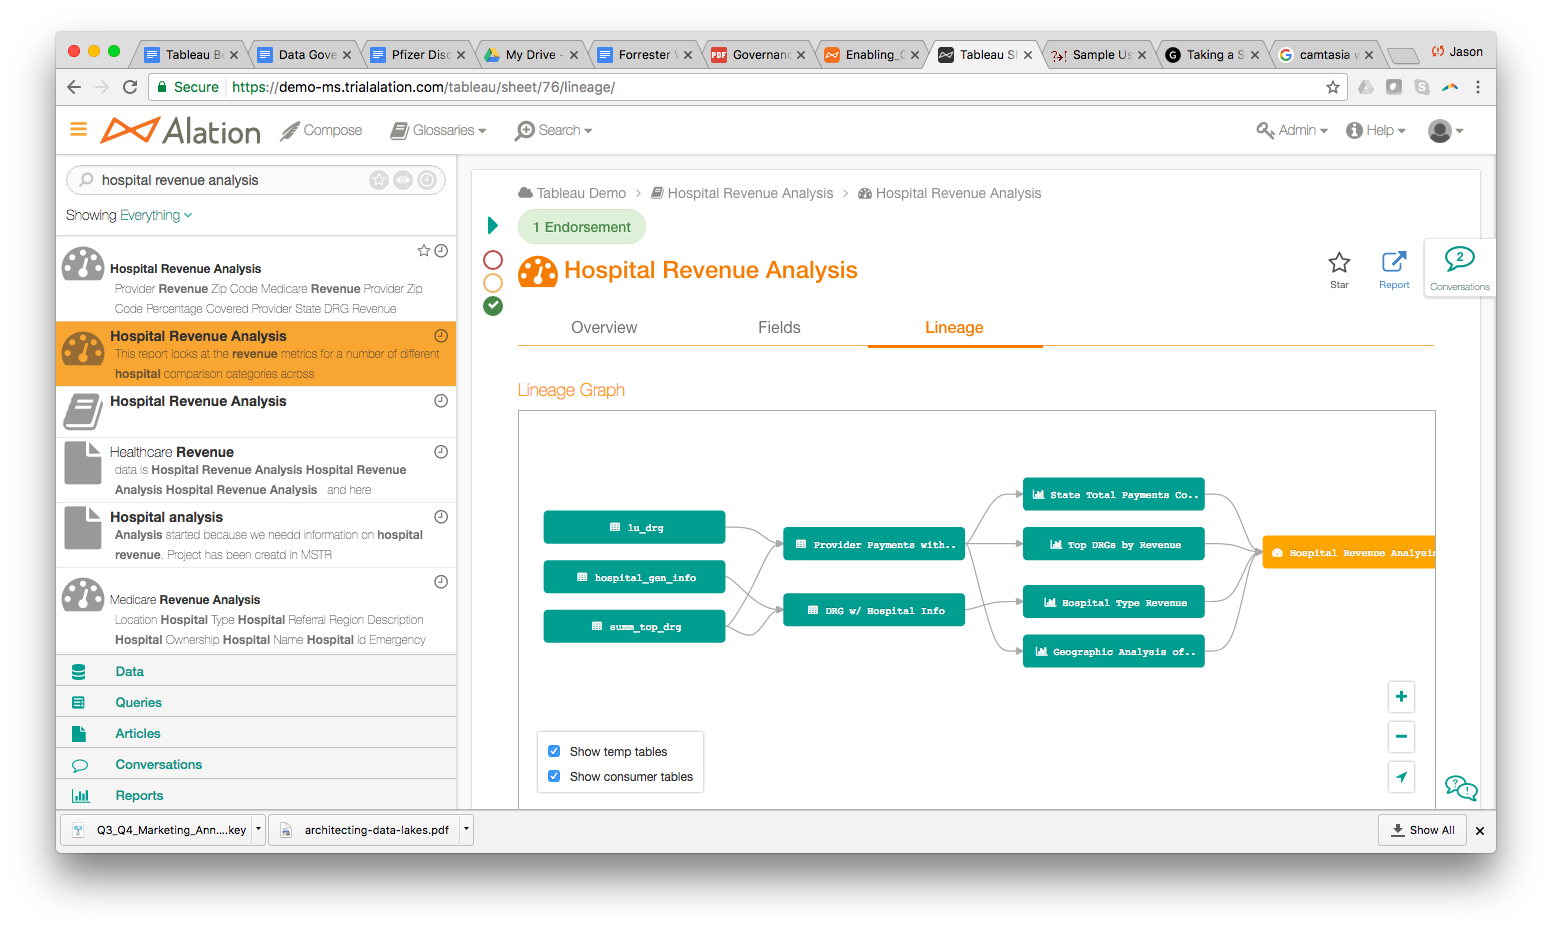 Tableau Be
Data Gove
Pfizer Disc
My Drive -
Forrester W
PDF
Governanc
Enabling_C
Tableau Sh
Sample Us
Taking a S
camtasia w
Jason
Secure
https://demo-ms.trialalation.com/tableau/sheet/76/lineage/
Alation
Compose
Glossaries
Search
Admin
Help
hospital revenue analysis
Showing Everything
Hospital Revenue Analysis
Provider Revenue Zip Code Medicare Revenue Provider Zip
Code Percentage Covered Provider State DRG Revenue
Hospital Revenue Analysis
This report looks at the revenue metrics for a number of different
hospital comparison categories across
Hospital Revenue Analysis
Healthcare Revenue
data is Hospital Revenue Analysis Hospital Revenue
Analysis Hospital Revenue Analysis and here
Hospital analysis
Analysis started because we needd information on hospital
revenue. Project has been creatd in MSTR
Medicare Revenue Analysis
Location Hospital Type Hospital Referral Region Description
Hospital Ownership Hospital Name Hospital Id Emergency
Data
Queries
Articles
Conversations
Reports
Tableau Demo > Hospital Revenue Analysis > Hospital Revenue Analysis
1 Endorsement
Hospital Revenue Analysis
Star
Report
2
Conversations
Overview
Fields
Lineage
Lineage Graph
lu_drg
hospital_gen_info
summ_top_drg
Provider Payments with..
DRG w/ Hospital Info
State Total Payments Co..
Top DRGs by Revenue
Hospital Type Revenue
Geographic Analysis of..
Hospital Revenue Analysis
Show temp tables
Show consumer tables
Q3_Q4_Marketing_Ann....key
architecting-data-lakes.pdf
Show All